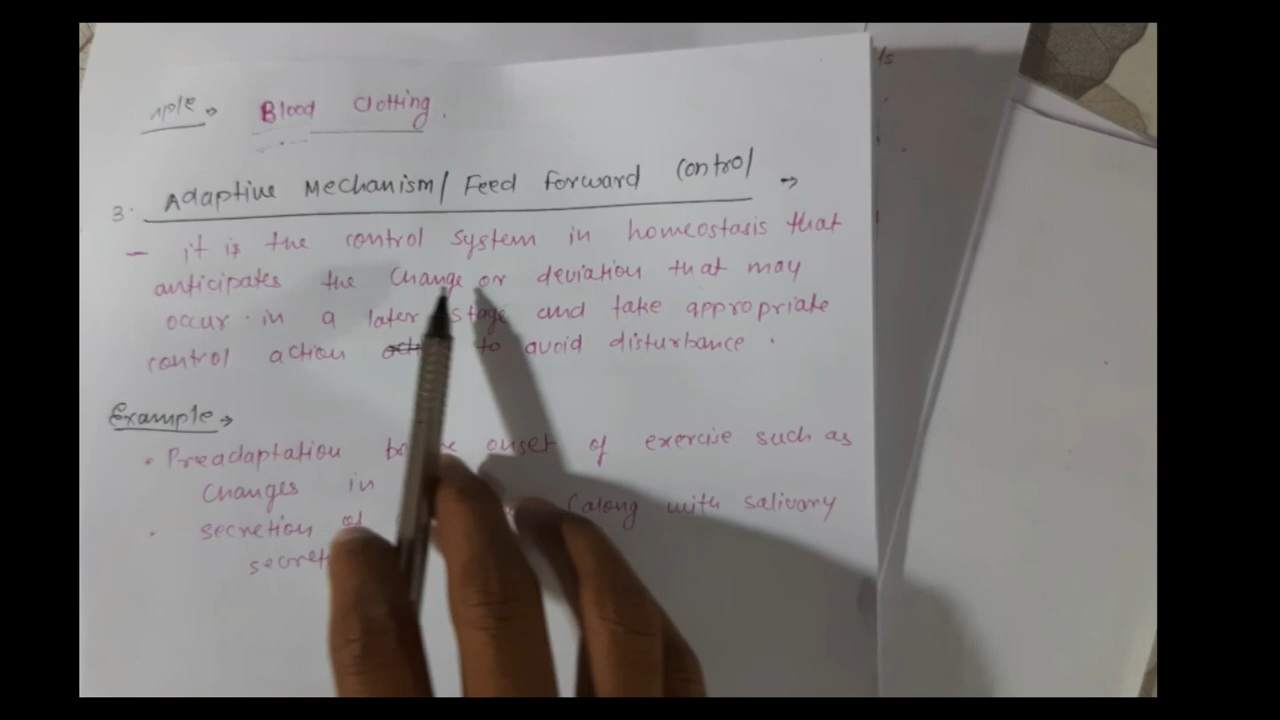 Blood Clotting.
3. Adaptive Mechanism/ Feed forward Control →
- it is the control system in homeostasis that
anticipates the change or deviation that may
occur in a later stage and take appropriate
control action to avoid disturbance.
Example →
• Preadaptation onset of exercise such as
changes in
• secretion of (along with salivary